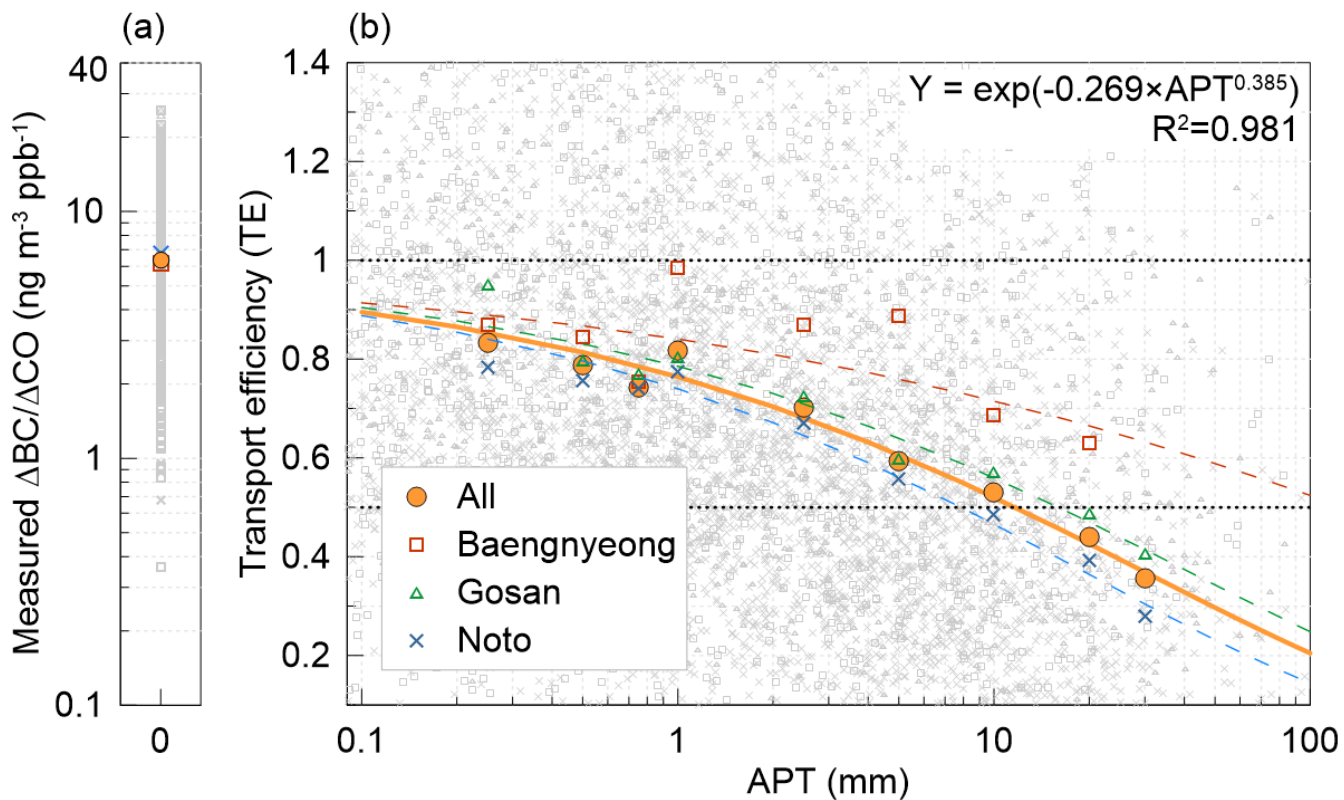 (a)
(b)
Measured ΔBC/ΔCO (ng m⁻³ ppb⁻¹)
40
10
1
0.1
0
Transport efficiency (TE)
1.4
1.2
1
0.8
0.6
0.4
0.2
Y = exp(-0.269×APT^0.385)
R²=0.981
All
Baengnyeong
Gosan
Noto
0.1
1
10
100
APT (mm)